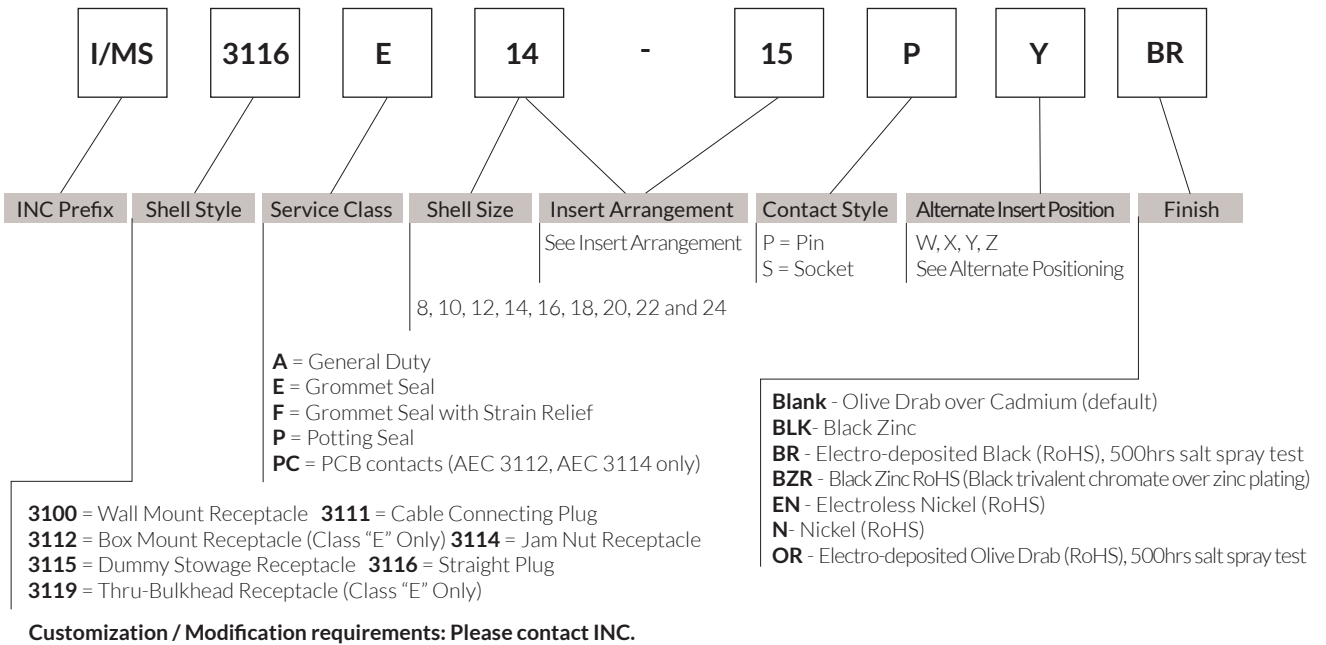 I/MS 3116 E 14 - 15 P Y BR
INC Prefix Shell Style Service Class Shell Size Insert Arrangement Contact Style Alternate Insert Position Finish
See Insert Arrangement
P = Pin
S = Socket
W, X, Y, Z
See Alternate Positioning
8, 10, 12, 14, 16, 18, 20, 22 and 24
A = General Duty
E = Grommet Seal
F = Grommet Seal with Strain Relief
P = Potting Seal
PC = PCB contacts (AEC 3112, AEC 3114 only)
Blank - Olive Drab over Cadmium (default)
BLK- Black Zinc
BR - Electro-deposited Black (RoHS), 500hrs salt spray test
BZR - Black Zinc RoHS (Black trivalent chromate over zinc plating)
EN - Electroless Nickel (RoHS)
N- Nickel (RoHS)
OR - Electro-deposited Olive Drab (RoHS), 500hrs salt spray test
3100 = Wall Mount Receptacle 3111 = Cable Connecting Plug
3112 = Box Mount Receptacle (Class “E” Only) 3114 = Jam Nut Receptacle
3115 = Dummy Stowage Receptacle 3116 = Straight Plug
3119 = Thru-Bulkhead Receptacle (Class “E” Only)
Customization / Modification requirements: Please contact INC.